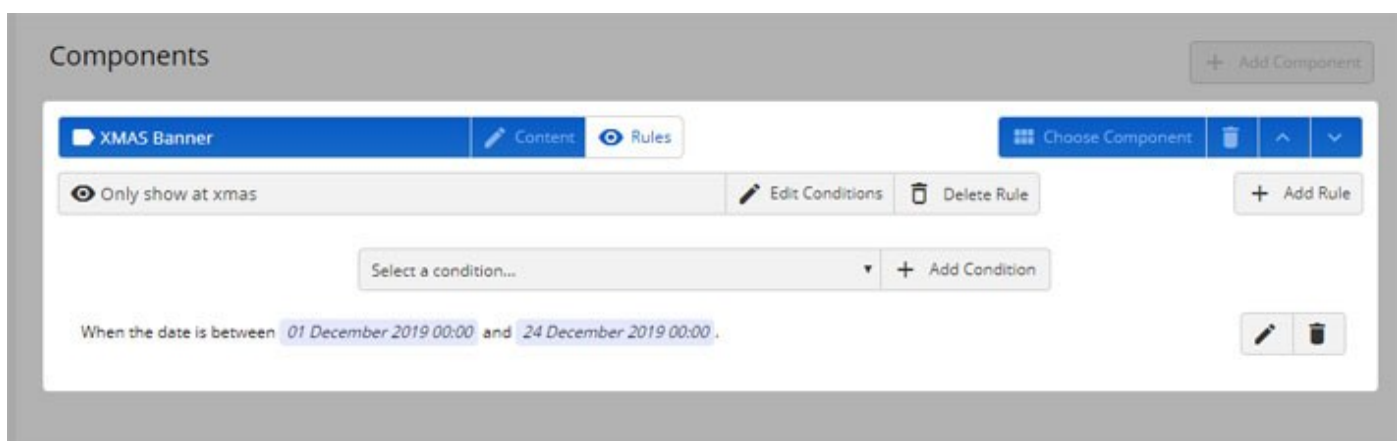 Components
+ Add Component
XMAS Banner Content Rules Choose Component
Only show at xmas Edit Conditions Delete Rule + Add Rule
Select a condition... + Add Condition
When the date is between 01 December 2019 00:00 and 24 December 2019 00:00 .